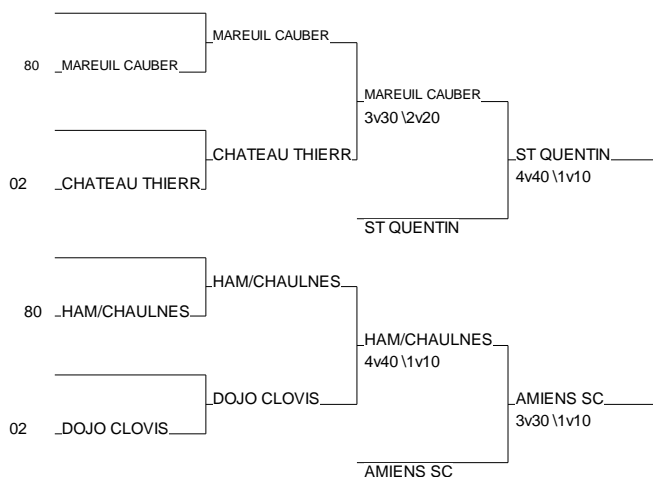 MAREUIL CAUBER
80 MAREUIL CAUBER
MAREUIL CAUBER
3v30 \2v20
CHATEAU THIERR
ST QUENTIN
4v40 \1v10
02 CHATEAU THIERR
ST QUENTIN
HAM/CHAULNES
80 HAM/CHAULNES
HAM/CHAULNES
4v40 \1v10
DOJO CLOVIS
AMIENS SC
3v30 \1v10
02 DOJO CLOVIS
AMIENS SC